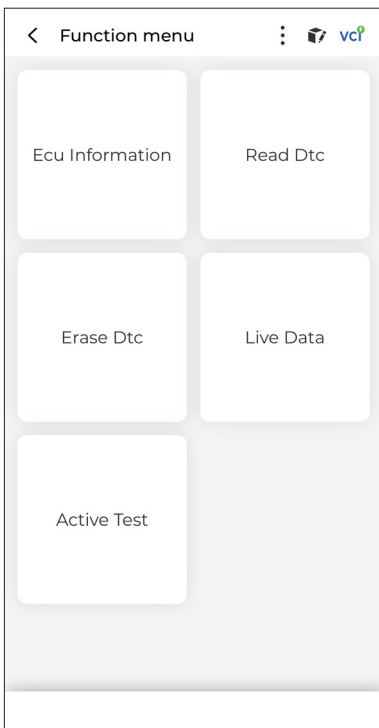 Function menu
vci
Ecu Information
Read Dtc
Erase Dtc
Live Data
Active Test